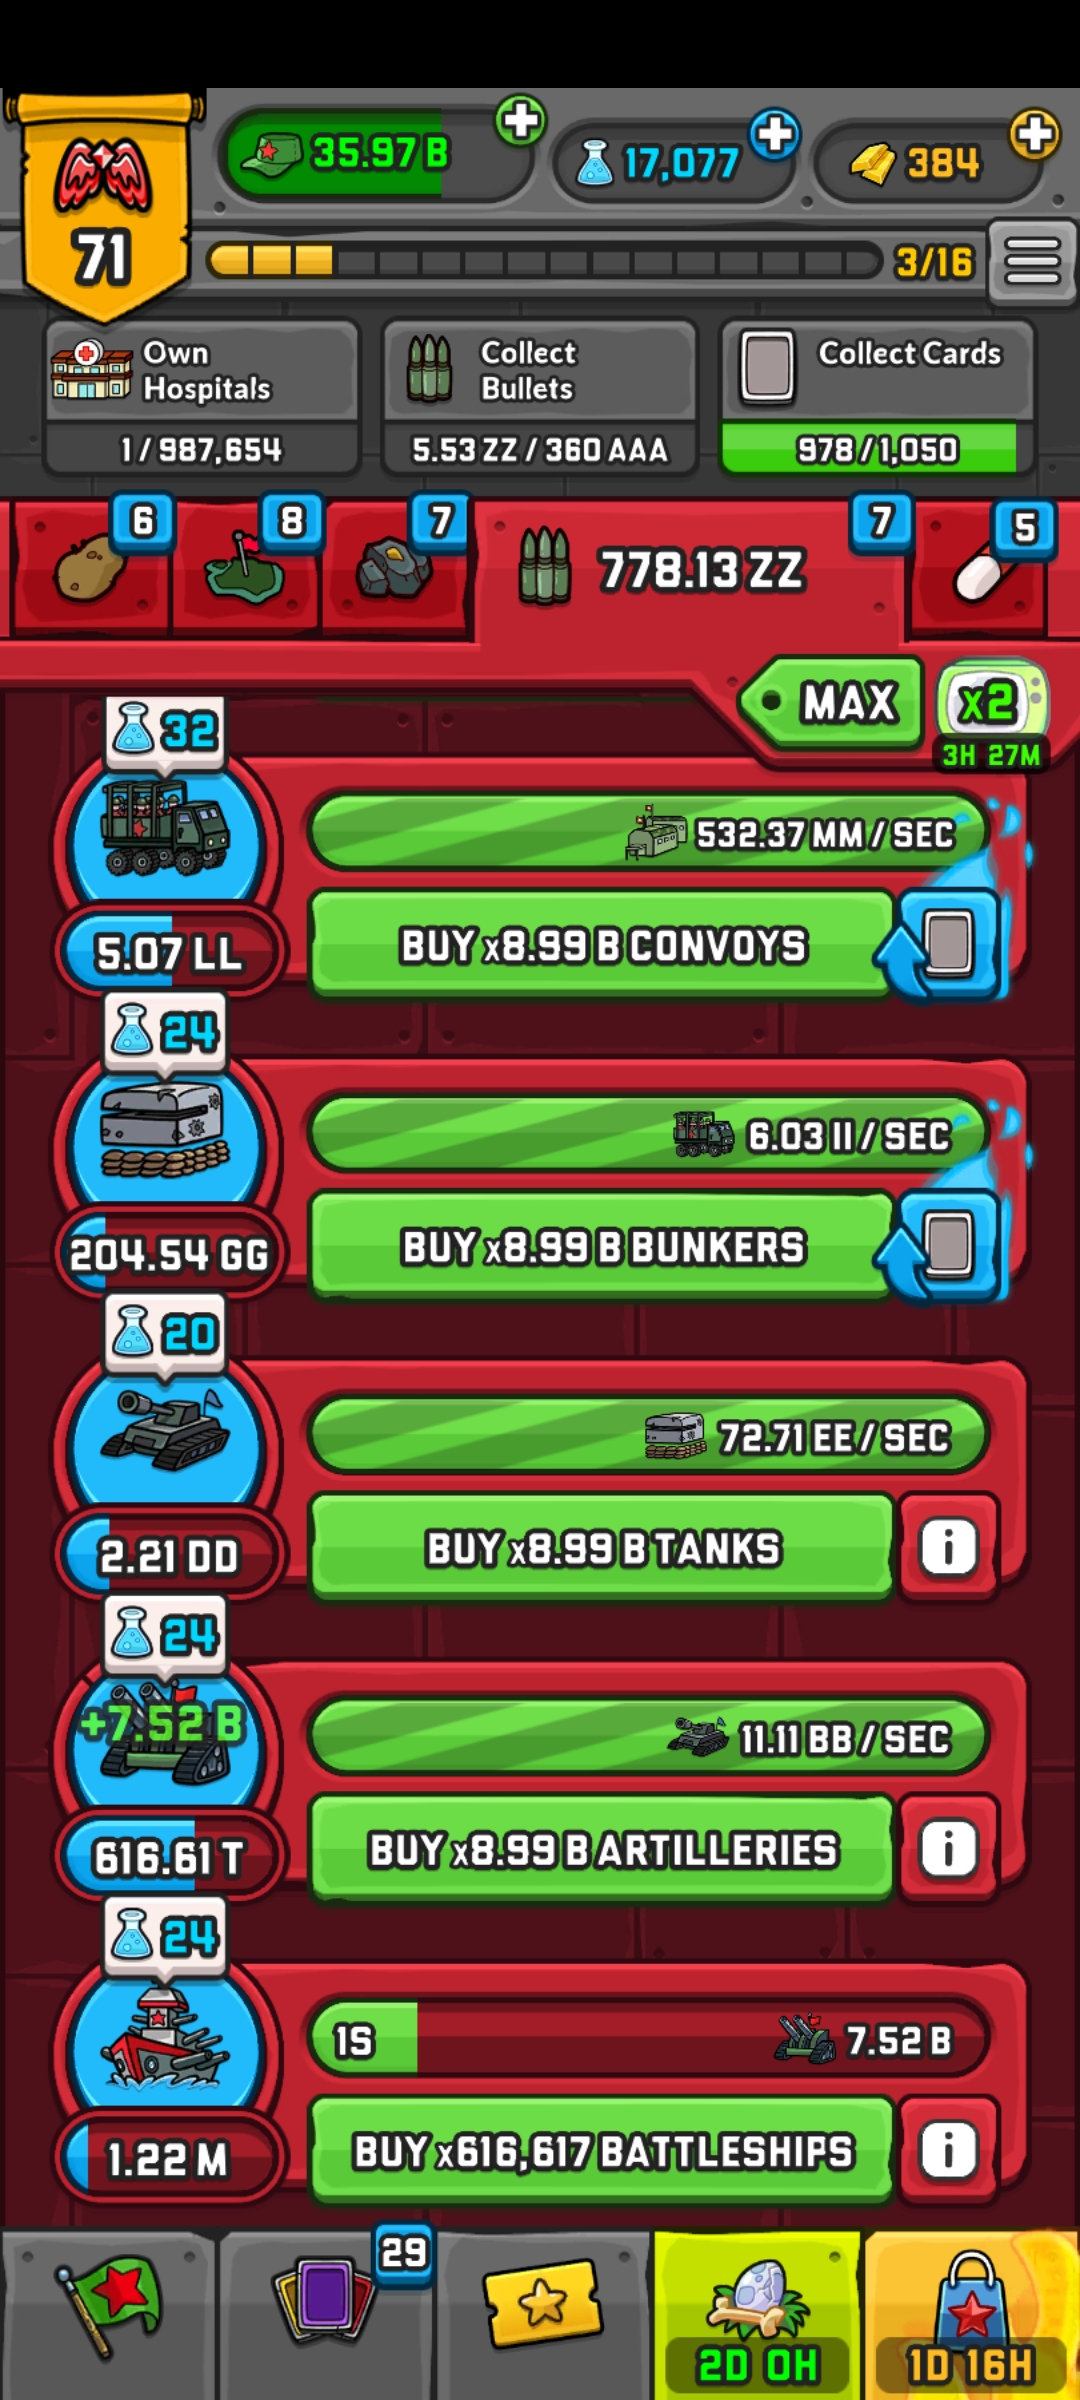 71
35.97 B
17,077
384
3/16
Own
Hospitals
1 / 987,654
Collect
Bullets
5.53 ZZ / 360 AAA
Collect Cards
978 / 1,050
6
8
7
778.13 ZZ
7
5
MAX
x2
3H 27M
32
532.37 MM / SEC
5.07 LL
BUY x8.99 B CONVOYS
24
6.03 II / SEC
204.54 GG
BUY x8.99 B BUNKERS
20
72.71 EE / SEC
2.21 DD
BUY x8.99 B TANKS
i
24
+7.52 B
11.11 BB / SEC
616.61 T
BUY x8.99 B ARTILLERIES
i
24
1S
7.52 B
1.22 M
BUY x616,617 BATTLESHIPS
i
29
2D 0H
1D 16H